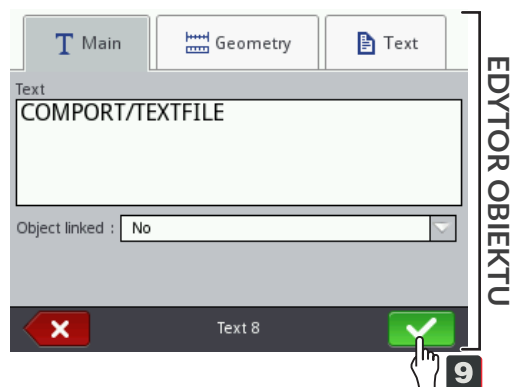 Main
Geometry
Text
Text
COMPORT/TEXTFILE
Object linked : No
Text 8
9
EDYTOR OBIEKTU